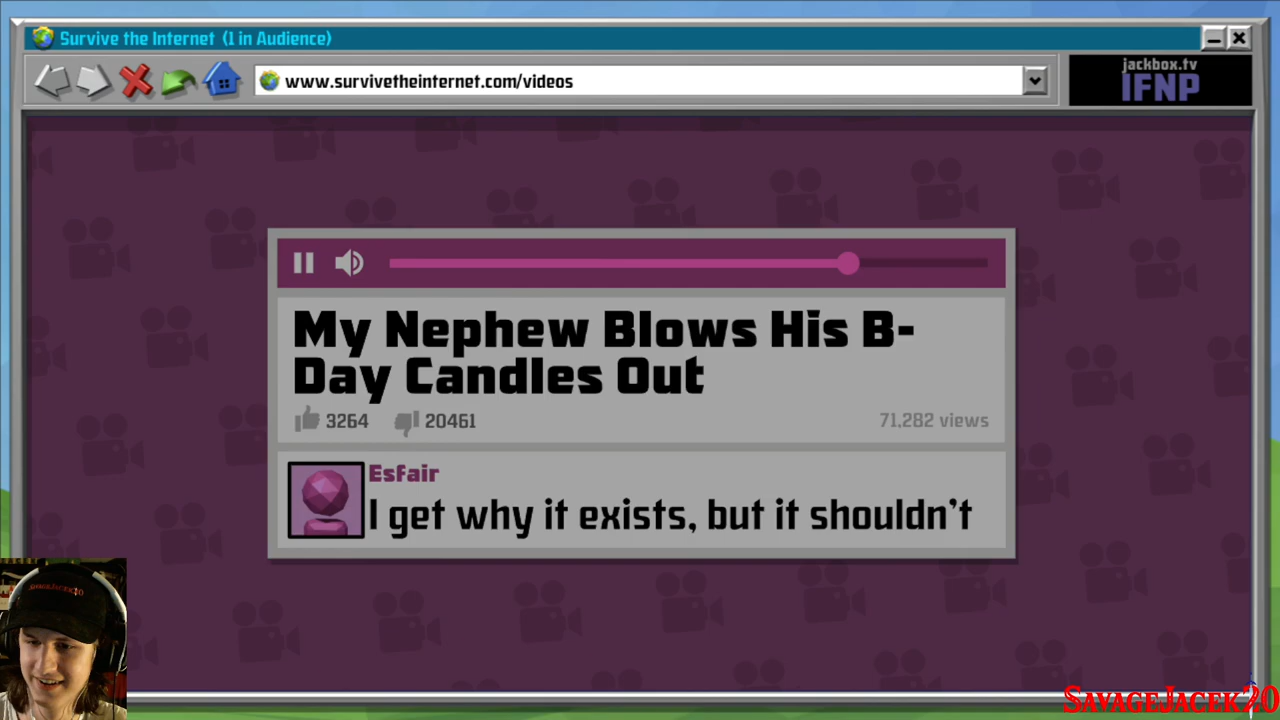 Survive the Internet (1 in Audience)
www.survivetheinternet.com/videos
jackbox.tv
IFNP
My Nephew Blows His B-
Day Candles Out
3264 20461 71,282 views
Esfair
I get why it exists, but it shouldn't
SAVAGEJACEK20
SAVAGEJACEK20